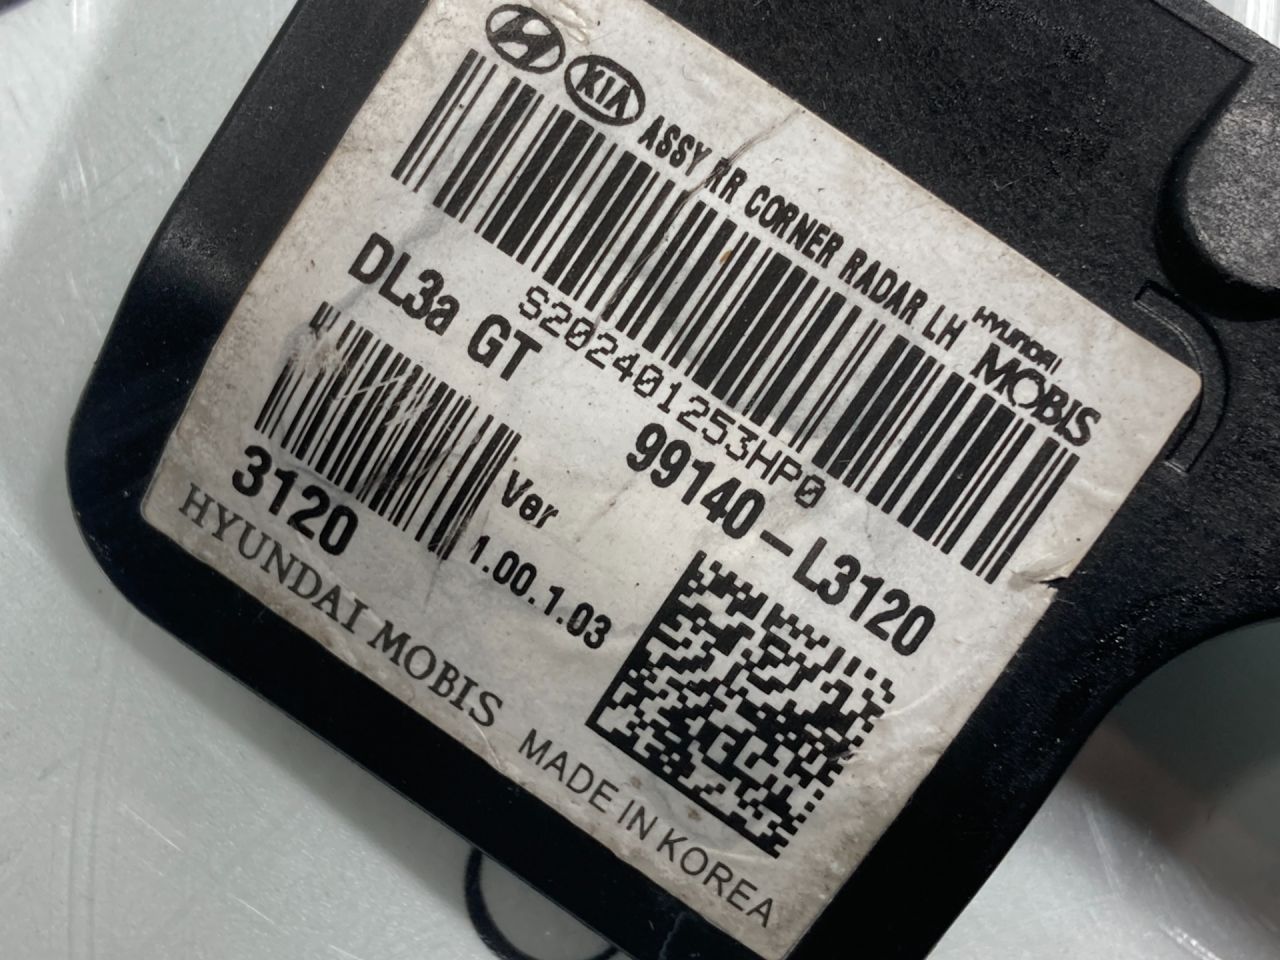 KIA
ASSY RR CORNER RADAR LH
HYUNDAI
MOBIS
S202401253HP0
DL3a GT
99140-L3120
3120
Ver
1.00.1.03
HYUNDAI MOBIS
MADE IN KOREA